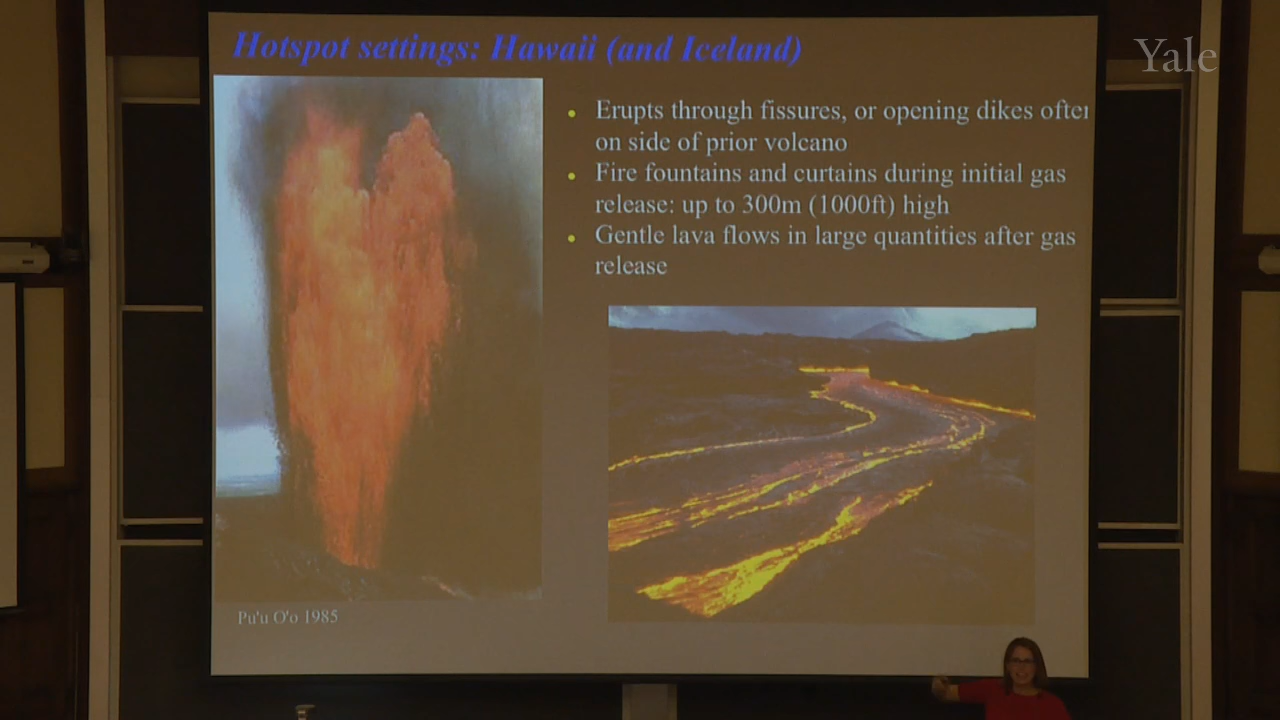 Hotspot settings: Hawaii (and Iceland)
Yale
Erupts through fissures, or opening dikes often
on side of prior volcano
Fire fountains and curtains during initial gas
release: up to 300m (1000ft) high
Gentle lava flows in large quantities after gas
release
Pu'u O'o 1985